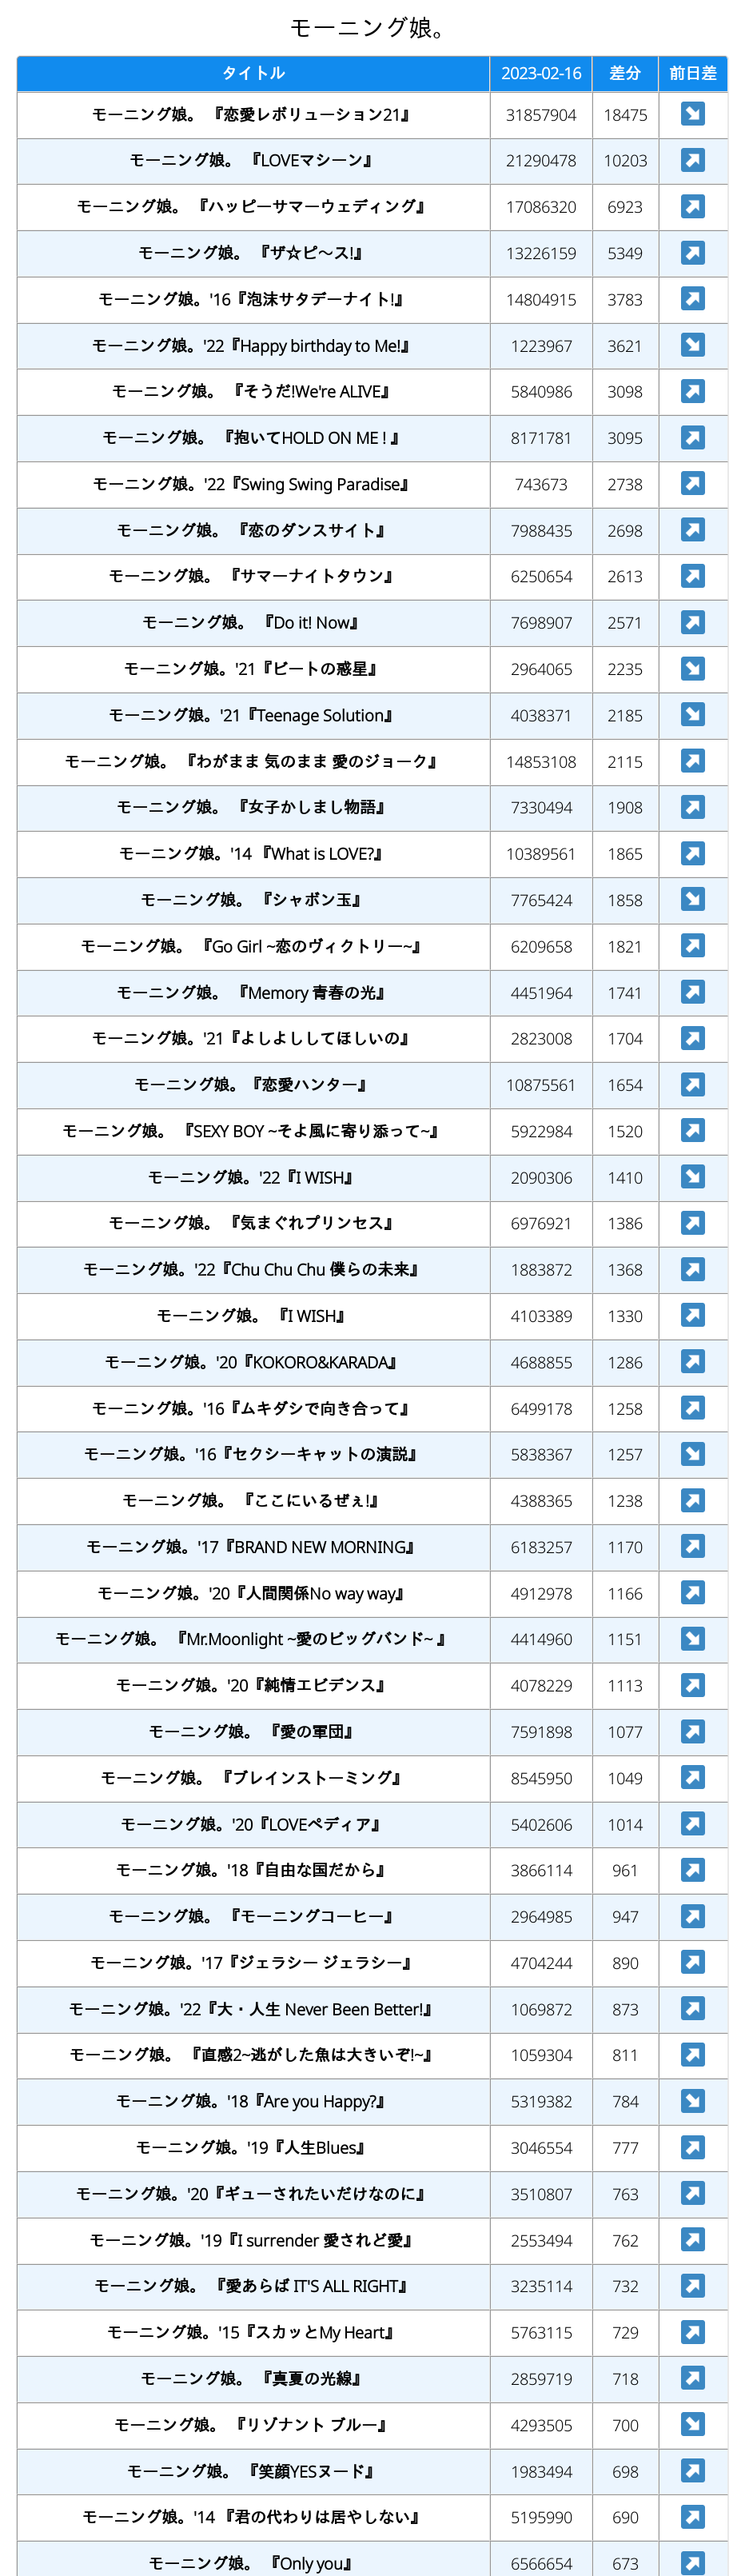 モーニング娘。
タイトル 2023-02-16 差分 前日差
モーニング娘。 『恋愛レボリューション21』 31857904 18475 ↘
モーニング娘。 『LOVEマシーン』 21290478 10203 ↗
モーニング娘。 『ハッピーサマーウェディング』 17086320 6923 ↗
モーニング娘。 『ザ☆ピ〜ス!』 13226159 5349 ↗
モーニング娘。'16『泡沫サタデーナイト!』 14804915 3783 ↗
モーニング娘。'22『Happy birthday to Me!』 1223967 3621 ↘
モーニング娘。 『そうだ!We're ALIVE』 5840986 3098 ↗
モーニング娘。 『抱いてHOLD ON ME ! 』 8171781 3095 ↗
モーニング娘。'22『Swing Swing Paradise』 743673 2738 ↗
モーニング娘。 『恋のダンスサイト』 7988435 2698 ↗
モーニング娘。 『サマーナイトタウン』 6250654 2613 ↗
モーニング娘。 『Do it! Now』 7698907 2571 ↗
モーニング娘。'21『ビートの惑星』 2964065 2235 ↘
モーニング娘。'21『Teenage Solution』 4038371 2185 ↘
モーニング娘。 『わがまま 気のまま 愛のジョーク』 14853108 2115 ↗
モーニング娘。 『女子かしまし物語』 7330494 1908 ↗
モーニング娘。'14 『What is LOVE?』 10389561 1865 ↗
モーニング娘。 『シャボン玉』 7765424 1858 ↘
モーニング娘。 『Go Girl ~恋のヴィクトリー~』 6209658 1821 ↗
モーニング娘。 『Memory 青春の光』 4451964 1741 ↗
モーニング娘。'21『よしよししてほしいの』 2823008 1704 ↗
モーニング娘。『恋愛ハンター』 10875561 1654 ↗
モーニング娘。 『SEXY BOY ~そよ風に寄り添って~』 5922984 1520 ↗
モーニング娘。'22『I WISH』 2090306 1410 ↘
モーニング娘。 『気まぐれプリンセス』 6976921 1386 ↗
モーニング娘。'22『Chu Chu Chu 僕らの未来』 1883872 1368 ↗
モーニング娘。 『I WISH』 4103389 1330 ↗
モーニング娘。'20『KOKORO&KARADA』 4688855 1286 ↗
モーニング娘。'16『ムキダシで向き合って』 6499178 1258 ↗
モーニング娘。'16『セクシーキャットの演説』 5838367 1257 ↘
モーニング娘。 『ここにいるぜぇ!』 4388365 1238 ↗
モーニング娘。'17『BRAND NEW MORNING』 6183257 1170 ↗
モーニング娘。'20『人間関係No way way』 4912978 1166 ↗
モーニング娘。 『Mr.Moonlight ~愛のビッグバンド~ 』 4414960 1151 ↘
モーニング娘。'20『純情エビデンス』 4078229 1113 ↗
モーニング娘。 『愛の軍団』 7591898 1077 ↗
モーニング娘。 『ブレインストーミング』 8545950 1049 ↗
モーニング娘。'20『LOVEペディア』 5402606 1014 ↗
モーニング娘。'18『自由な国だから』 3866114 961 ↗
モーニング娘。 『モーニングコーヒー』 2964985 947 ↗
モーニング娘。'17『ジェラシー ジェラシー』 4704244 890 ↗
モーニング娘。'22『大・人生 Never Been Better!』 1069872 873 ↗
モーニング娘。 『直感2~逃がした魚は大きいぞ!~』 1059304 811 ↗
モーニング娘。'18『Are you Happy?』 5319382 784 ↘
モーニング娘。'19『人生Blues』 3046554 777 ↗
モーニング娘。'20『ギューされたいだけなのに』 3510807 763 ↗
モーニング娘。'19『I surrender 愛されど愛』 2553494 762 ↗
モーニング娘。 『愛あらば IT'S ALL RIGHT』 3235114 732 ↗
モーニング娘。'15『スカッとMy Heart』 5763115 729 ↗
モーニング娘。 『真夏の光線』 2859719 718 ↗
モーニング娘。 『リゾナント ブルー』 4293505 700 ↘
モーニング娘。 『笑顔YESヌード』 1983494 698 ↗
モーニング娘。'14 『君の代わりは居やしない』 5195990 690 ↗
モーニング娘。 『Only you』 6566654 673 ↗